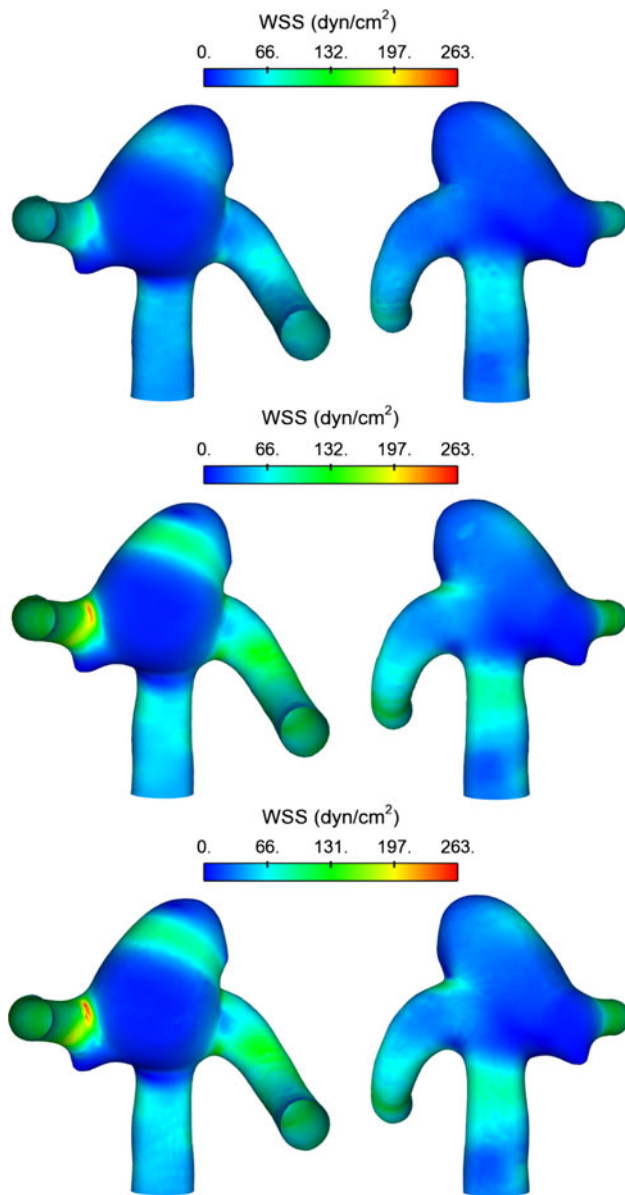 WSS (dyn/cm²)
0. 66. 132. 197. 263.
WSS (dyn/cm²)
0. 66. 132. 197. 263.
WSS (dyn/cm²)
0. 66. 131. 197. 263.